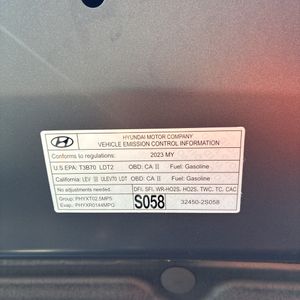 HYUNDAI MOTOR COMPANY
VEHICLE EMISSION CONTROL INFORMATION
Conforms to regulations: 2023 MY
U.S EPA: T3B70 LDT2 OBD: CA II Fuel: Gasoline
California: LEV III ULEV70 LDT OBD: CA II Fuel: Gasoline
No adjustments needed. DFI, SFI, WR-HO2S, HO2S, TWC, TC, CAC
Group: PHYXT02.5MP5 S058 32450-2S058
Evap.: PHYXR0144MPG